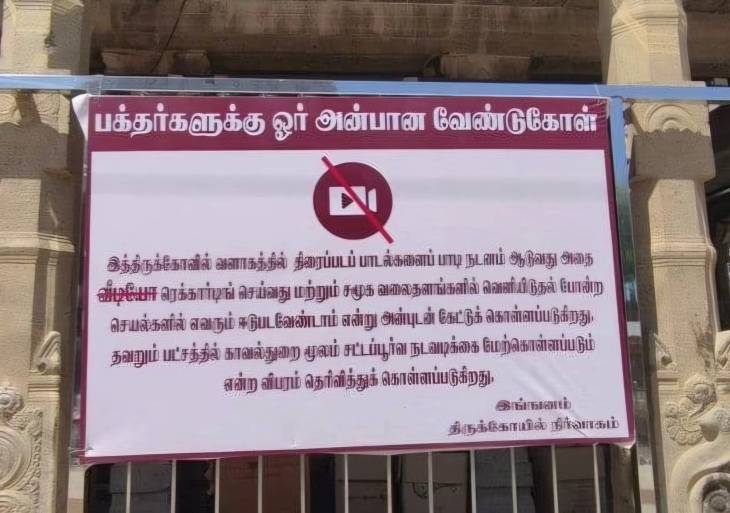 பக்தர்களுக்கு ஓர் அன்பான வேண்டுகோள்
இத்திருக்கோவில் வளாகத்தில் திரைப்படப் பாடல்களைப் பாடி நடனம் ஆடுவது அதை
வீடியோ ரெக்கார்டிங் செய்வது மற்றும் சமூக வலைதளங்களில் வெளியிடுதல் போன்ற
செயல்களில் எவரும் ஈடுபடவேண்டாம் என்று அன்புடன் கேட்டுக் கொள்ளப்படுகிறது.
தவறும் பட்சத்தில் காவல்துறை மூலம் சட்டப்பூர்வ நடவடிக்கை மேற்கொள்ளப்படும்
என்ற விபரம் தெரிவித்துக் கொள்ளப்படுகிறது.
இங்ஙனம்
திருக்கோயில் நிர்வாகம்